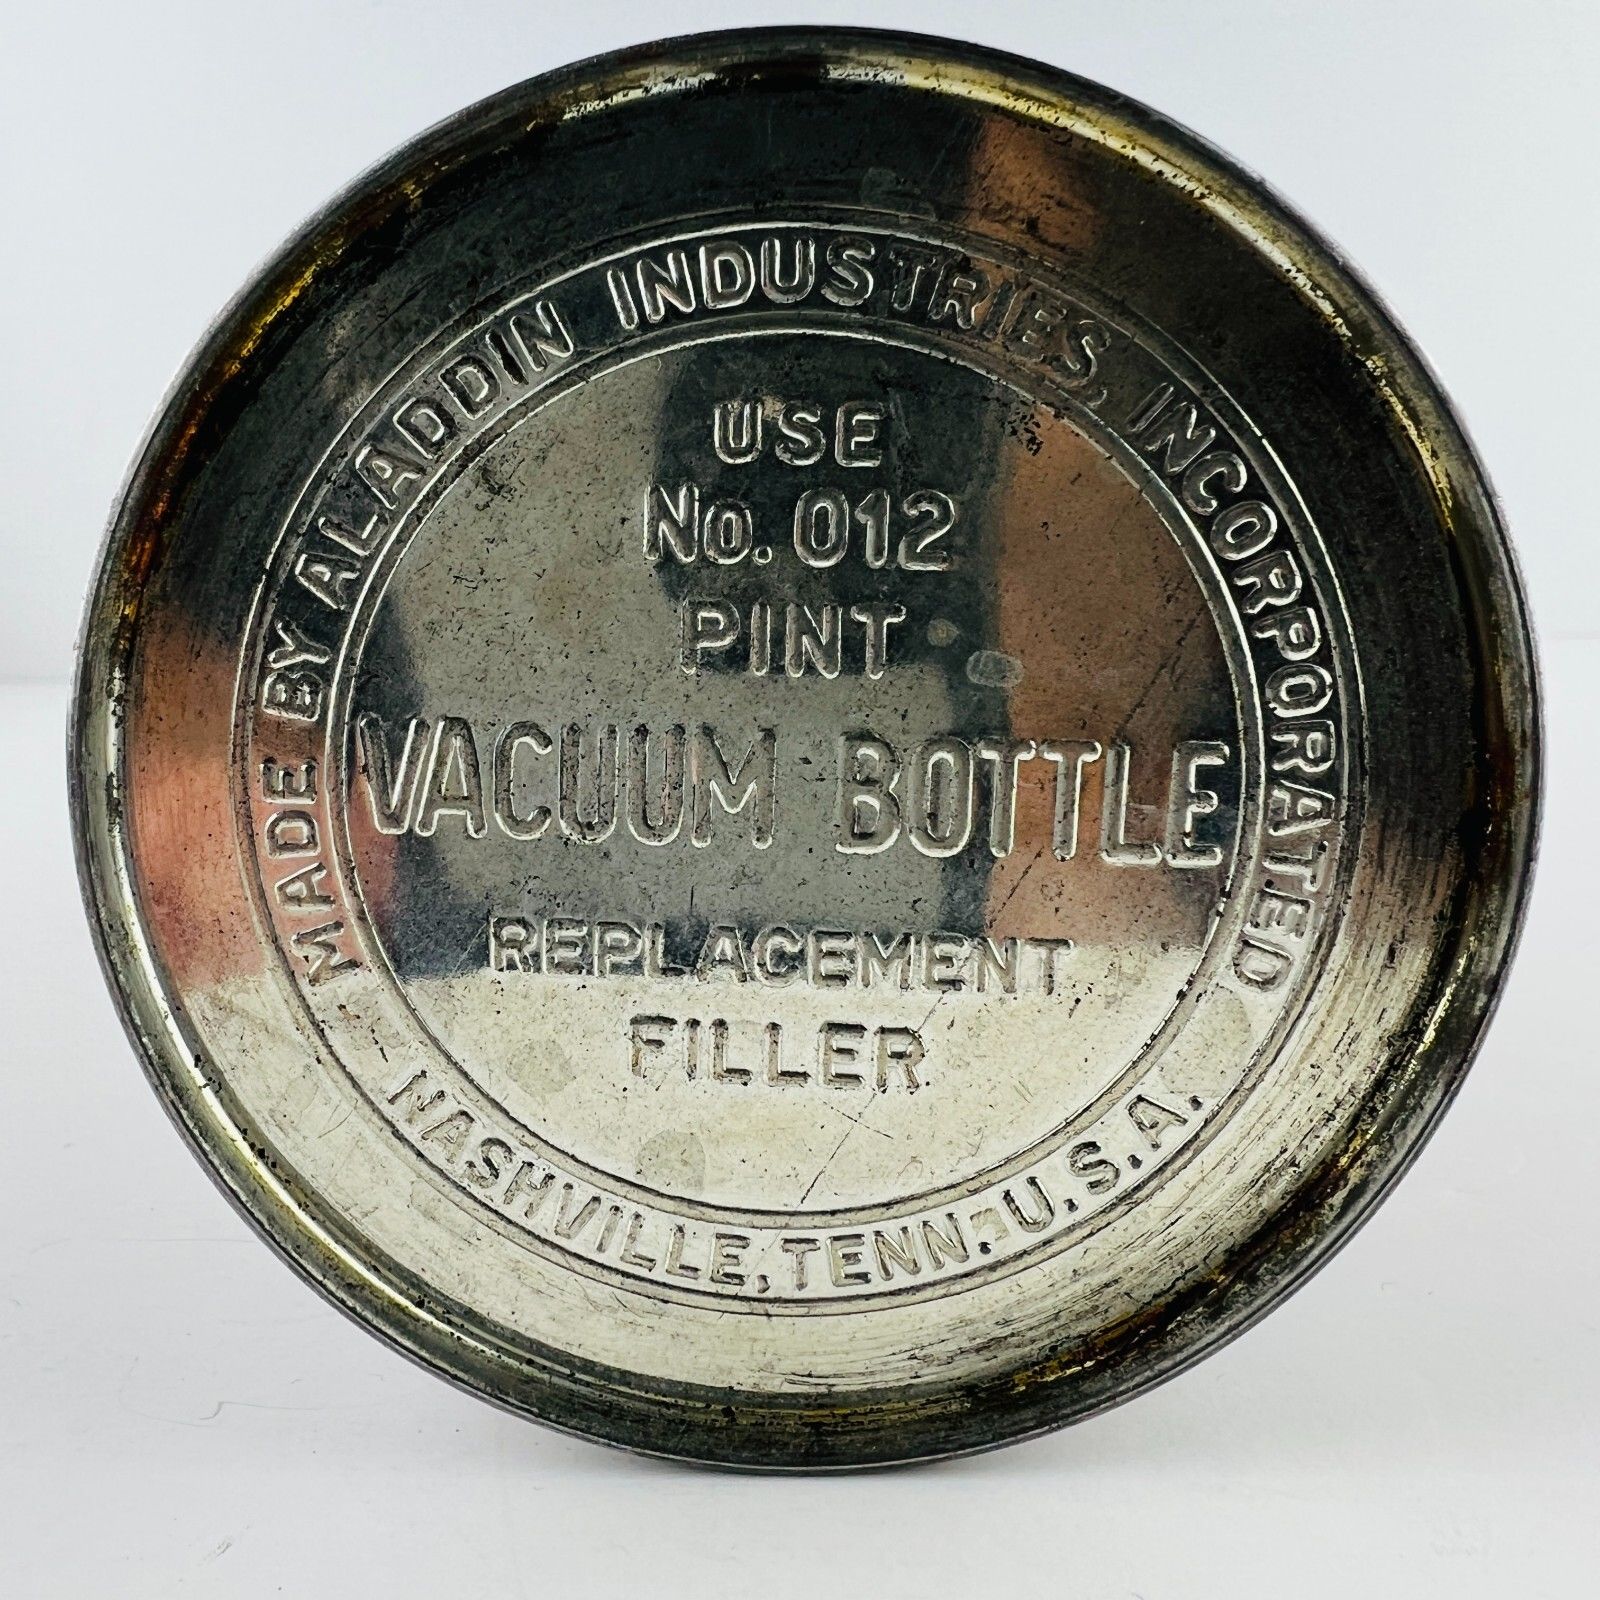 MADE BY ALADDIN INDUSTRIES, INCORPORATED
USE
No. 012
PINT
VACUUM BOTTLE
REPLACEMENT
FILLER
NASHVILLE, TENN. U.S.A.